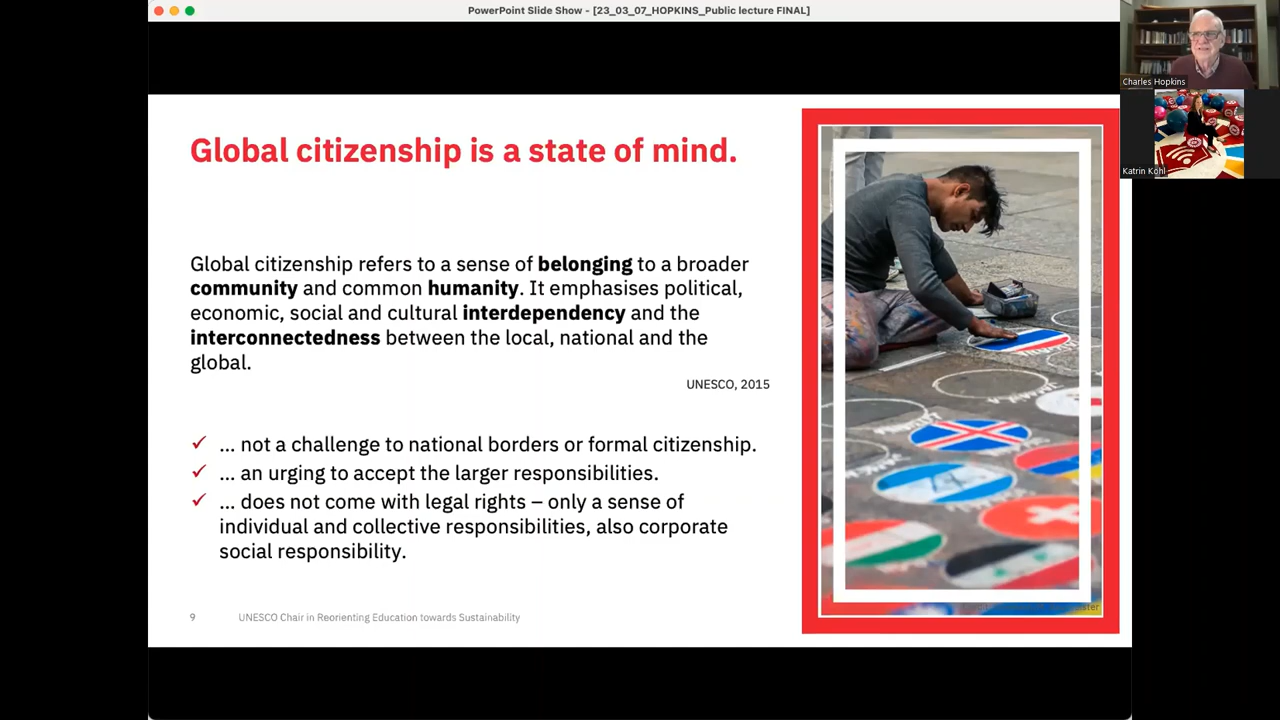 PowerPoint Slide Show - [23_03_07_HOPKINS_Public lecture FINAL]
Charles Hopkins
Katrin Kohl
Global citizenship is a state of mind.
Global citizenship refers to a sense of belonging to a broader
community and common humanity. It emphasises political,
economic, social and cultural interdependency and the
interconnectedness between the local, national and the
global.
UNESCO, 2015
✓ ... not a challenge to national borders or formal citizenship.
✓ ... an urging to accept the larger responsibilities.
✓ ... does not come with legal rights – only a sense of
individual and collective responsibilities, also corporate
social responsibility.
9
UNESCO Chair in Reorienting Education towards Sustainability